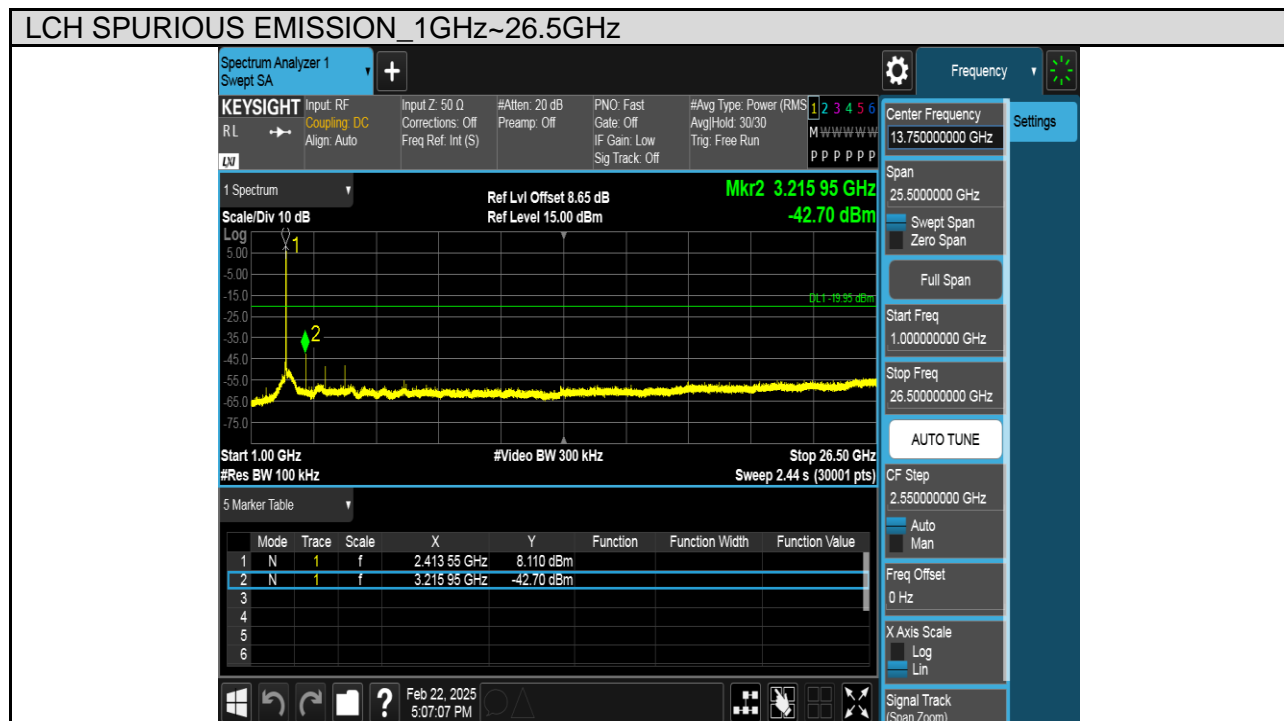 LCH SPURIOUS EMISSION_1GHz~26.5GHz
Spectrum Analyzer 1
Swept SA
+
Frequency
KEYSIGHT Input: RF Input Z: 50 Ω #Atten: 20 dB PNO: Fast #Avg Type: Power (RMS 1 2 3 4 5 6
RL Coupling: DC Corrections: Off Preamp: Off Gate: Off Avg|Hold: 30/30 M W W W W W
Align: Auto Freq Ref: Int (S) IF Gain: Low Trig: Free Run
LXI Sig Track: Off P P P P P P
Center Frequency
13.750000000 GHz
Settings
1 Spectrum
Ref Lvl Offset 8.65 dB
Mkr2 3.215 95 GHz
Scale/Div 10 dB
Ref Level 15.00 dBm
-42.70 dBm
Span
25.5000000 GHz
Swept Span
Zero Span
Full Span
Start Freq
1.000000000 GHz
Stop Freq
26.500000000 GHz
AUTO TUNE
CF Step
2.550000000 GHz
Auto
Man
Freq Offset
0 Hz
X Axis Scale
Log
Lin
Signal Track
(Span Zoom)
Log
1
5.00
-5.00
-15.0
DL1 -19.95 dBm
-25.0
2
-35.0
-45.0
-55.0
-65.0
-75.0
Start 1.00 GHz #Video BW 300 kHz Stop 26.50 GHz
#Res BW 100 kHz Sweep 2.44 s (30001 pts)
5 Marker Table
Mode Trace Scale X Y Function Function Width Function Value
1 N 1 f 2.413 55 GHz 8.110 dBm
2 N 1 f 3.215 95 GHz -42.70 dBm
3
4
5
6
?
Feb 22, 2025
5:07:07 PM